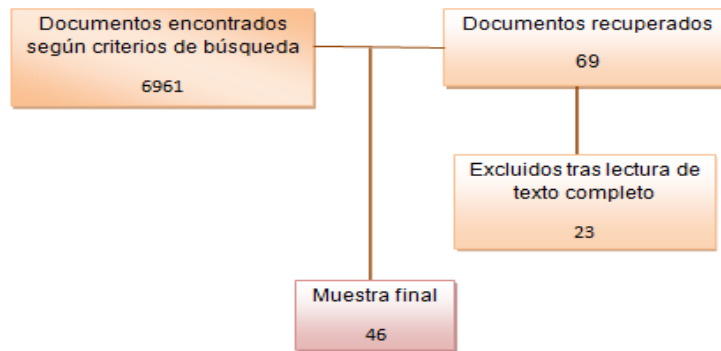 Documentos encontrados
según criterios de búsqueda
6961
Documentos recuperados
69
Excluidos tras lectura de
texto completo
23
Muestra final
46